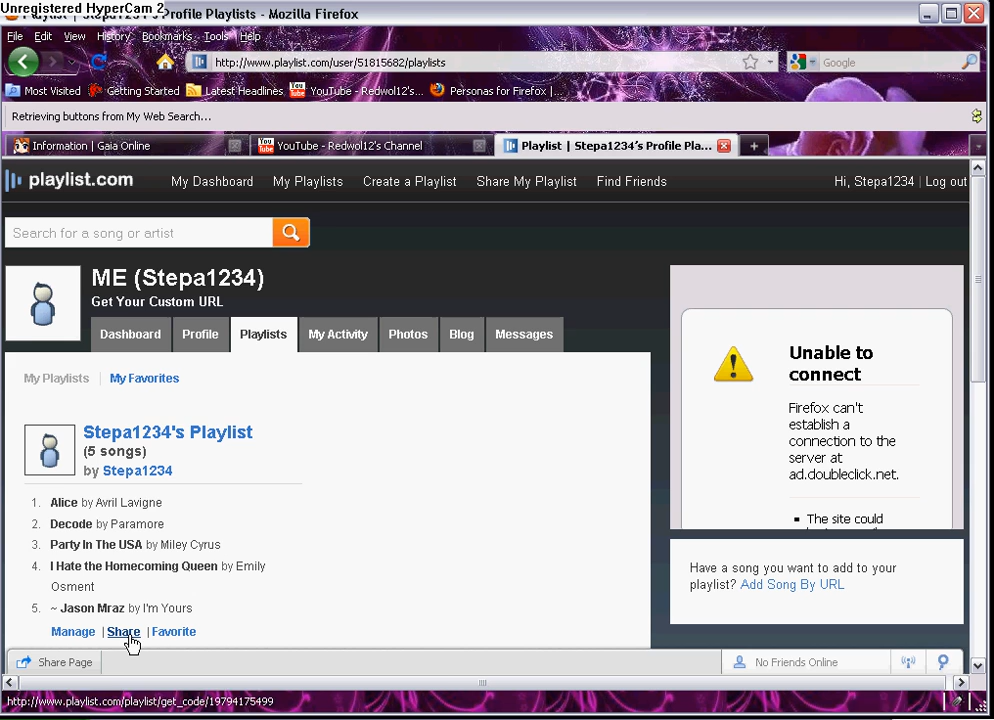 Unregistered HyperCam 2
Playlist | Stepa1234's Profile Playlists - Mozilla Firefox
File Edit View History Bookmarks Tools Help
http://www.playlist.com/user/51815682/playlists
Google
Most Visited Getting Started Latest Headlines YouTube - Redwol12's... Personas for Firefox |...
Retrieving buttons from My Web Search...
Information | Gaia Online
YouTube - Redwol12's Channel
Playlist | Stepa1234's Profile Pla...
playlist.com My Dashboard My Playlists Create a Playlist Share My Playlist Find Friends Hi, Stepa1234 | Log out
Search for a song or artist
ME (Stepa1234)
Get Your Custom URL
Dashboard Profile Playlists My Activity Photos Blog Messages
My Playlists | My Favorites
Stepa1234's Playlist
(5 songs)
by Stepa1234
1. Alice by Avril Lavigne
2. Decode by Paramore
3. Party In The USA by Miley Cyrus
4. I Hate the Homecoming Queen by Emily
Osment
5. ~ Jason Mraz by I'm Yours
Manage | Share | Favorite
Unable to
connect
Firefox can't
establish a
connection to the
server at
ad.doubleclick.net.
▪ The site could
Have a song you want to add to your
playlist? Add Song By URL
Share Page
No Friends Online
http://www.playlist.com/playlist/get_code/19794175499